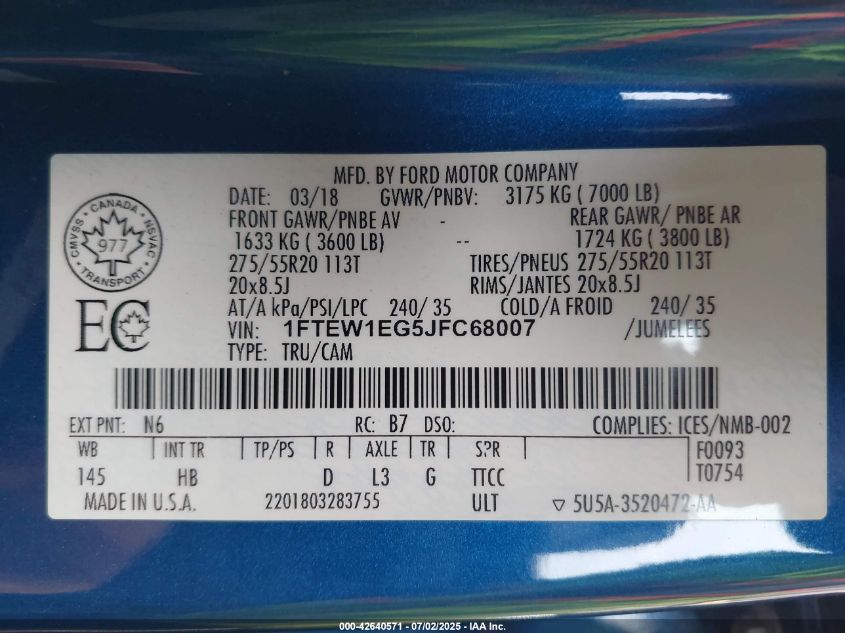 MFD. BY FORD MOTOR COMPANY
DATE: 03/18 GVWR/PNBV: 3175 KG ( 7000 LB)
FRONT GAWR/PNBE AV - REAR GAWR/ PNBE AR
1633 KG ( 3600 LB) -- 1724 KG ( 3800 LB)
275/55R20 113T TIRES/PNEUS 275/55R20 113T
20x8.5J RIMS/JANTES 20x8.5J
AT/A kPa/PSI/LPC 240/ 35 COLD/A FROID 240/ 35
VIN: 1FTEW1EG5JFC68007 /JUMELEES
TYPE: TRU/CAM
CANADA
CMVSS NSVAC
977
TRANSPORT
EC
EXT PNT: N6 RC: B7 DSO: COMPLIES: ICES/NMB-002
WB INT TR TP/PS R AXLE TR SPR F0093
145 HB D L3 G TTCC T0754
MADE IN U.S.A. 2201803283755 ULT ▽ 5U5A-3520472-AA
000-42640571 - 07/02/2025 - IAA Inc.